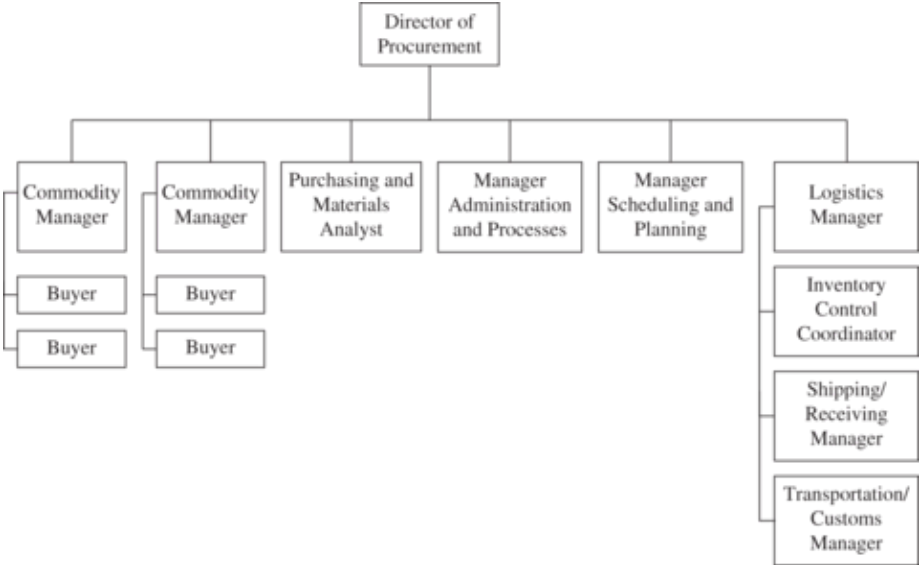 Director of
Procurement
Commodity
Manager
Commodity
Manager
Purchasing and
Materials
Analyst
Manager
Administration
and Processes
Manager
Scheduling and
Planning
Logistics
Manager
Buyer
Buyer
Inventory
Control
Coordinator
Buyer
Buyer
Shipping/
Receiving
Manager
Transportation/
Customs
Manager